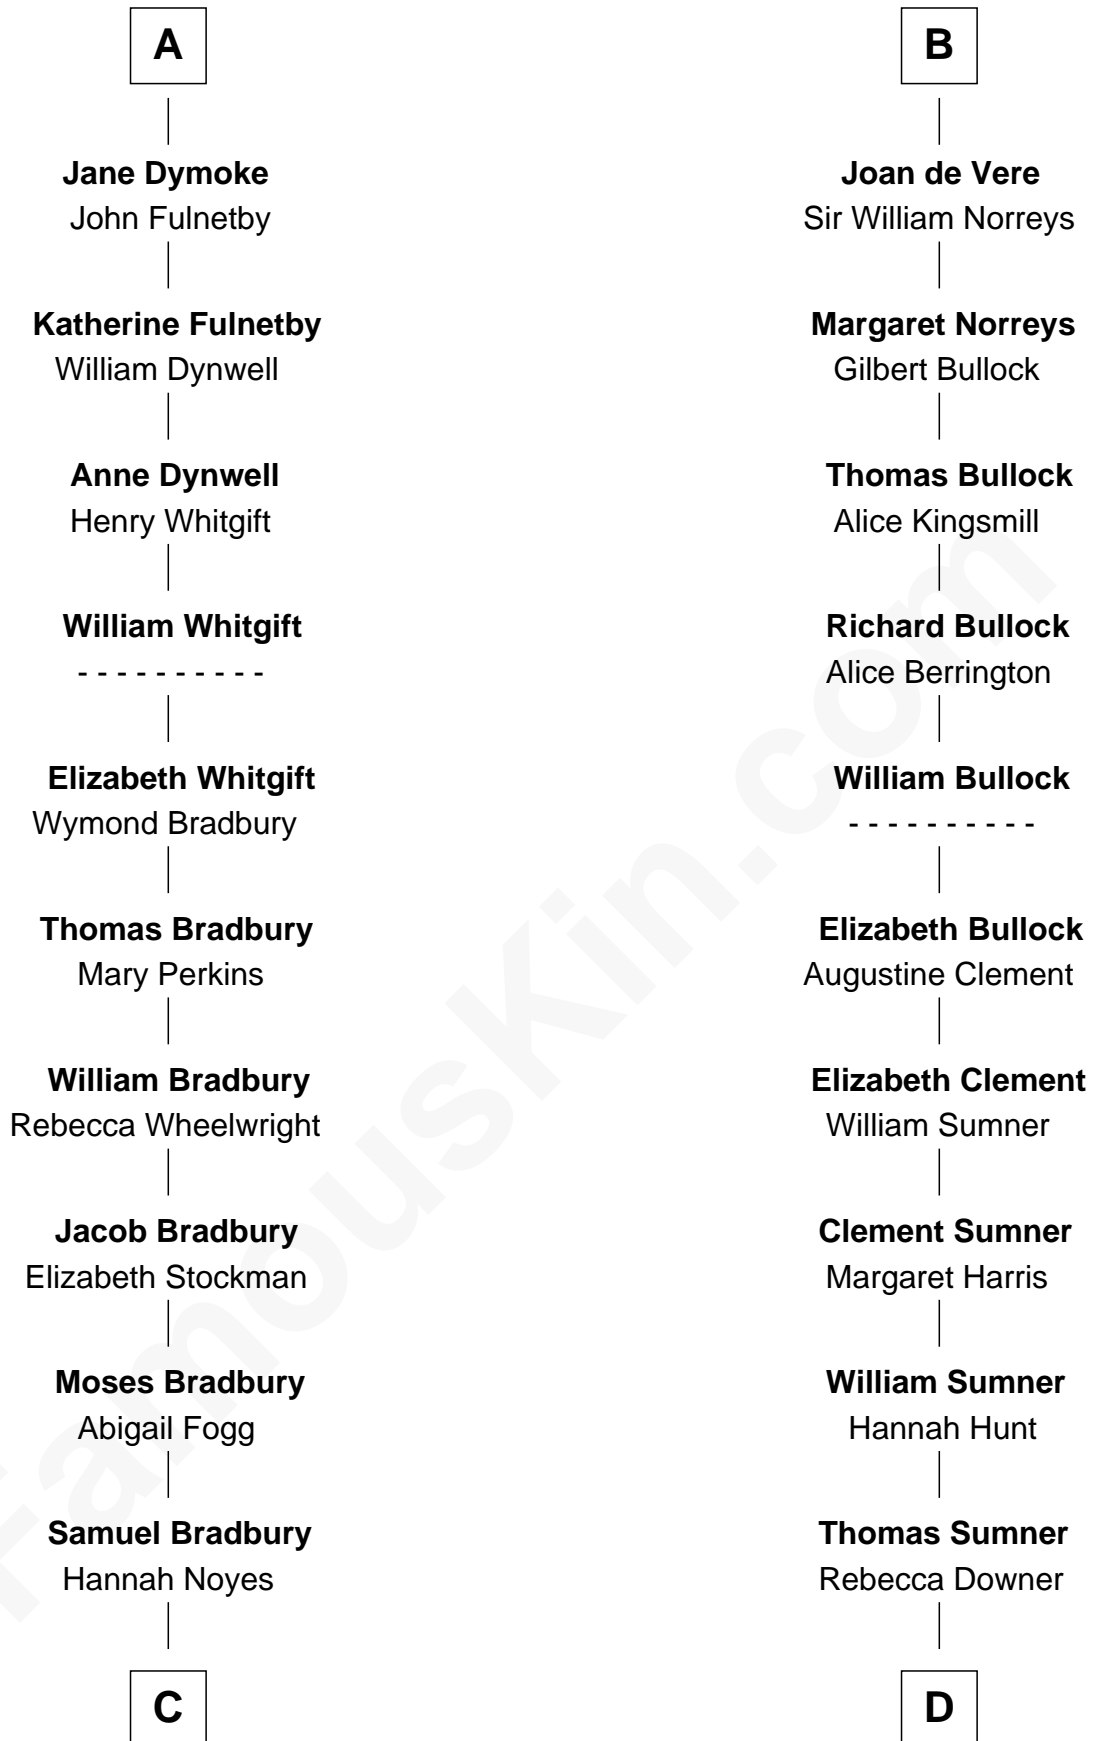 A
Jane Dymoke
John Fulnetby
Katherine Fulnetby
William Dynwell
Anne Dynwell
Henry Whitgift
William Whitgift
- - - - - - - - - -
Elizabeth Whitgift
Wymond Bradbury
Thomas Bradbury
Mary Perkins
William Bradbury
Rebecca Wheelwright
Jacob Bradbury
Elizabeth Stockman
Moses Bradbury
Abigail Fogg
Samuel Bradbury
Hannah Noyes
C
B
Joan de Vere
Sir William Norreys
Margaret Norreys
Gilbert Bullock
Thomas Bullock
Alice Kingsmill
Richard Bullock
Alice Berrington
William Bullock
- - - - - - - - - -
Elizabeth Bullock
Augustine Clement
Elizabeth Clement
William Sumner
Clement Sumner
Margaret Harris
William Sumner
Hannah Hunt
Thomas Sumner
Rebecca Downer
D
FamousKin.com